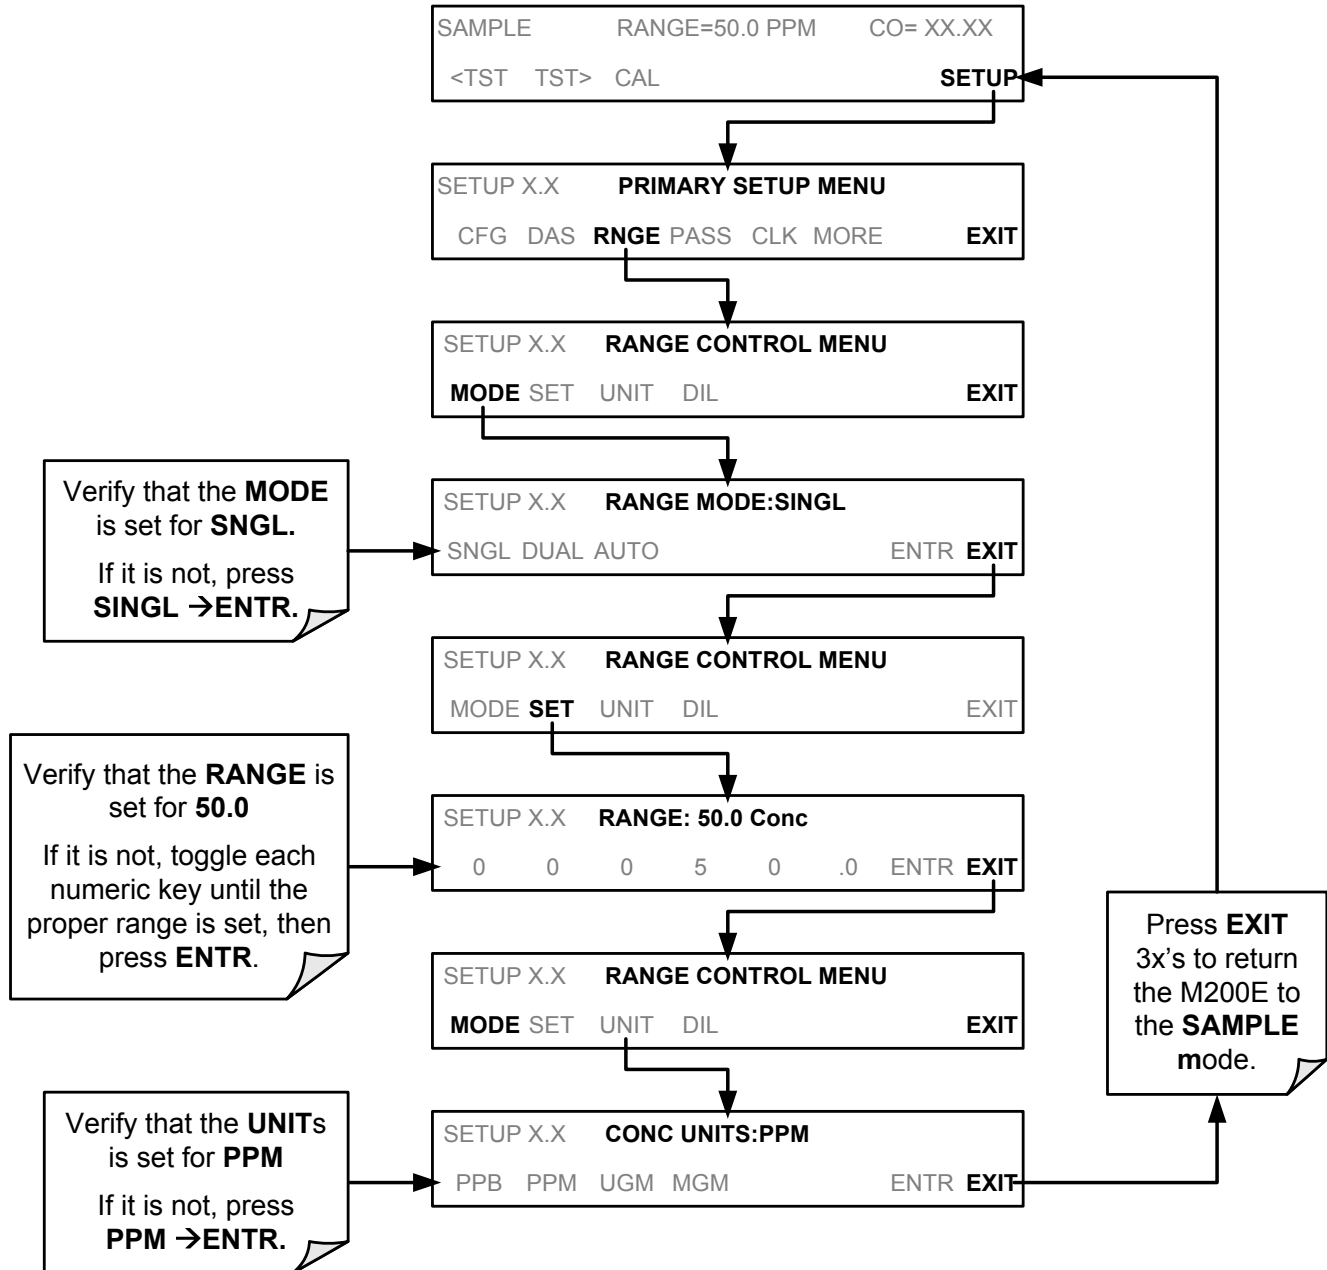 SAMPLE RANGE=50.0 PPM CO= XX.XX
<TST TST> CAL SETUP
SETUP X.X PRIMARY SETUP MENU
CFG DAS RNGE PASS CLK MORE EXIT
SETUP X.X RANGE CONTROL MENU
MODE SET UNIT DIL EXIT
Verify that the MODE
is set for SNGL.
If it is not, press
SINGL →ENTR.
SETUP X.X RANGE MODE:SINGL
SNGL DUAL AUTO ENTR EXIT
SETUP X.X RANGE CONTROL MENU
MODE SET UNIT DIL EXIT
Verify that the RANGE is
set for 50.0
If it is not, toggle each
numeric key until the
proper range is set, then
press ENTR.
SETUP X.X RANGE: 50.0 Conc
0 0 0 5 0 .0 ENTR EXIT
SETUP X.X RANGE CONTROL MENU
MODE SET UNIT DIL EXIT
Press EXIT
3x's to return
the M200E to
the SAMPLE
mode.
Verify that the UNITs
is set for PPM
If it is not, press
PPM →ENTR.
SETUP X.X CONC UNITS:PPM
PPB PPM UGM MGM ENTR EXIT